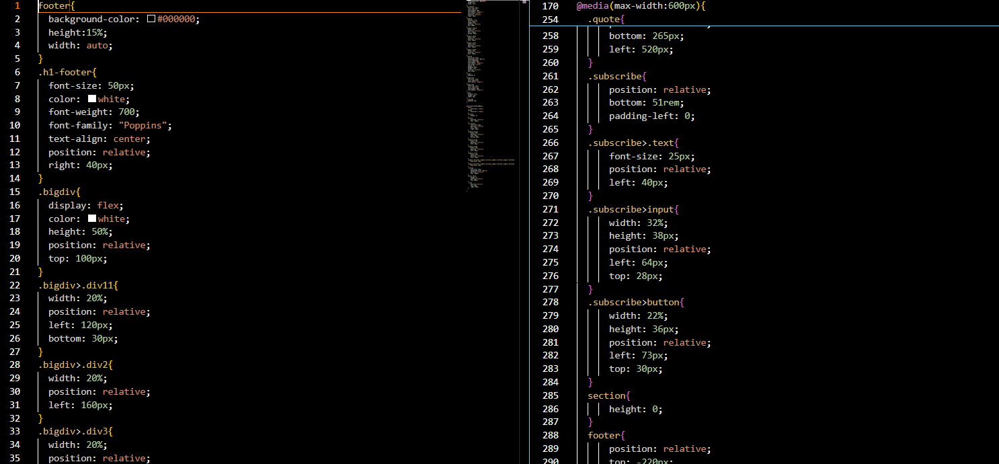 1 footer{
2 background-color: #000000;
3 height:15%;
4 width: auto;
5 }
6 .h1-footer{
7 font-size: 50px;
8 color: white;
9 font-weight: 700;
10 font-family: "Poppins";
11 text-align: center;
12 position: relative;
13 right: 40px;
14 }
15 .bigdiv{
16 display: flex;
17 color: white;
18 height: 50%;
19 position: relative;
20 top: 100px;
21 }
22 .bigdiv>.div11{
23 width: 20%;
24 position: relative;
25 left: 120px;
26 bottom: 30px;
27 }
28 .bigdiv>.div2{
29 width: 20%;
30 position: relative;
31 left: 160px;
32 }
33 .bigdiv>.div3{
34 width: 20%;
35 position: relative;
170 @media(max-width:600px){
254 .quote{
258 bottom: 265px;
259 left: 520px;
260 }
261 .subscribe{
262 position: relative;
263 bottom: 51rem;
264 padding-left: 0;
265 }
266 .subscribe>.text{
267 font-size: 25px;
268 position: relative;
269 left: 40px;
270 }
271 .subscribe>input{
272 width: 32%;
273 height: 38px;
274 position: relative;
275 left: 64px;
276 top: 28px;
277 }
278 .subscribe>button{
279 width: 22%;
280 height: 36px;
281 position: relative;
282 left: 73px;
283 top: 30px;
284 }
285 section{
286 height: 0;
287 }
288 footer{
289 position: relative;
290 top: -220px;